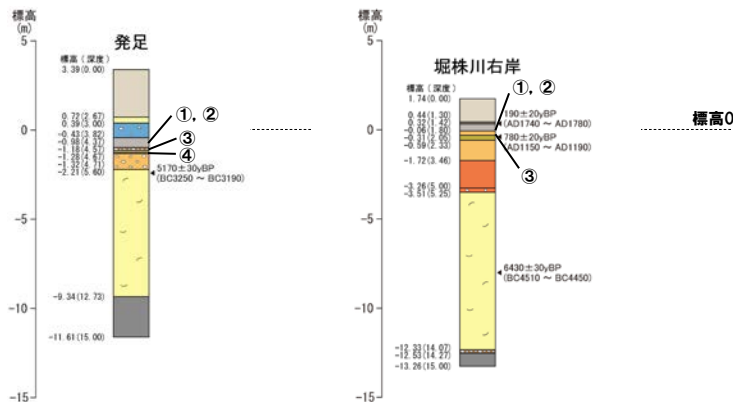 標高
(m)
5
0
-5
-10
-15
発足
標高(深度)
3.39(0.00)
0.72(2.67)
0.39(3.00)
-0.43(3.82)
-0.98(4.37)
-1.18(4.57)
-1.28(4.67)
-1.32(4.71)
-2.21(5.60)
-9.34(12.73)
-11.61(15.00)
①, ②
③
④
5170±30yBP
(BC3250 ～ BC3190)
標高
(m)
5
0
-5
-10
-15
堀株川右岸
標高(深度)
1.74(0.00)
0.44(1.30)
0.32(1.42)
-0.06(1.80)
-0.31(2.05)
-0.59(2.33)
-1.72(3.46)
-3.26(5.00)
-3.51(5.25)
-12.33(14.07)
-12.53(14.27)
-13.26(15.00)
①, ②
190±20yBP
(AD1740 ～ AD1780)
780±20yBP
(AD1150 ～ AD1190)
③
6430±30yBP
(BC4510 ～ BC4450)
標高0